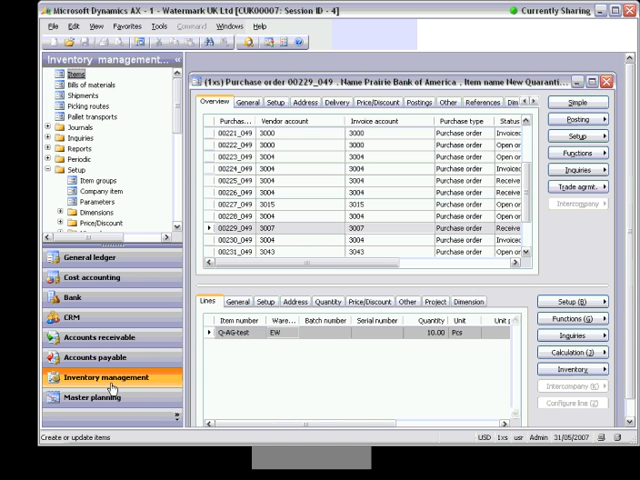 Microsoft Dynamics AX - 1 - Watermark UK Ltd [CUK00007: Session ID - 4]
Currently Sharing
File Edit View Favorites Tools Command Windows Help
Inventory management...
Items
Bills of materials
Shipments
Picking routes
Pallet transports
Journals
Inquiries
Reports
Periodic
Setup
Item groups
Company item
Parameters
Dimensions
Price/Discount
General ledger
Cost accounting
Bank
CRM
Accounts receivable
Accounts payable
Inventory management
Master planning
(1xs) Purchase order 00229_049 , Name Prairie Bank of America , Item name New Quaranti...
Overview General Setup Address Delivery Price/Discount Postings Other References Dim
Purchas... Vendor account Invoice account Purchase type Status
00221_049 3000 3000 Purchase order Invoiced
00222_049 3000 3000 Purchase order Open or
00223_049 3004 3004 Purchase order Open or
00224_049 3004 3004 Purchase order Invoiced
00225_049 3004 3004 Purchase order Receive
00226_049 3004 3004 Purchase order Receive
00227_049 3015 3015 Purchase order Open or
00228_049 3004 3004 Purchase order Open or
00229_049 3007 3007 Purchase order Receive
00230_049 3004 3004 Purchase order Invoiced
00231_049 3043 3043 Purchase order Open or
Simple
Posting
Setup
Functions
Inquiries
Trade agrmt.
Intercompany
Lines General Setup Address Quantity Price/Discount Other Project Dimension
Item number Ware... Batch number Serial number Quantity Unit Unit p
Q-AG-test EW 10.00 Pcs
Setup (B)
Functions (G)
Inquiries
Calculation (J)
Inventory
Intercompany (K)
Configure line (Q)
Create or update items
USD 1xs usr Admin 31/05/2007